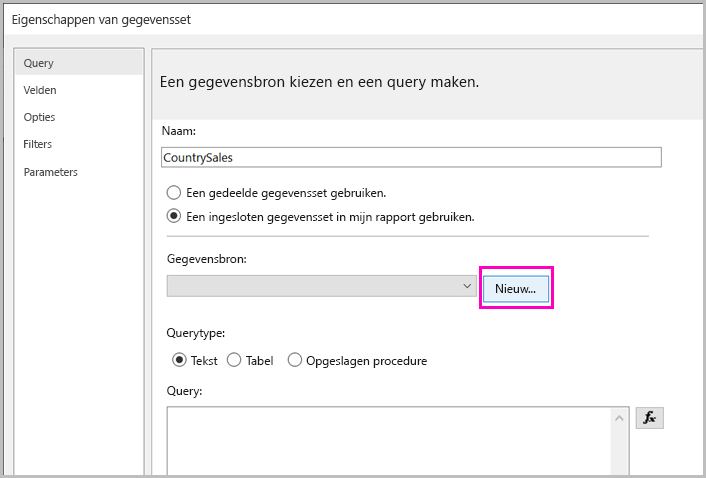 Eigenschappen van gegevensset
Query
Velden
Opties
Filters
Parameters
Een gegevensbron kiezen en een query maken.
Naam:
CountrySales
Een gedeelde gegevensset gebruiken.
Een ingesloten gegevensset in mijn rapport gebruiken.
Gegevensbron:
Nieuw...
Querytype:
Tekst Tabel Opgeslagen procedure
Query:
fx